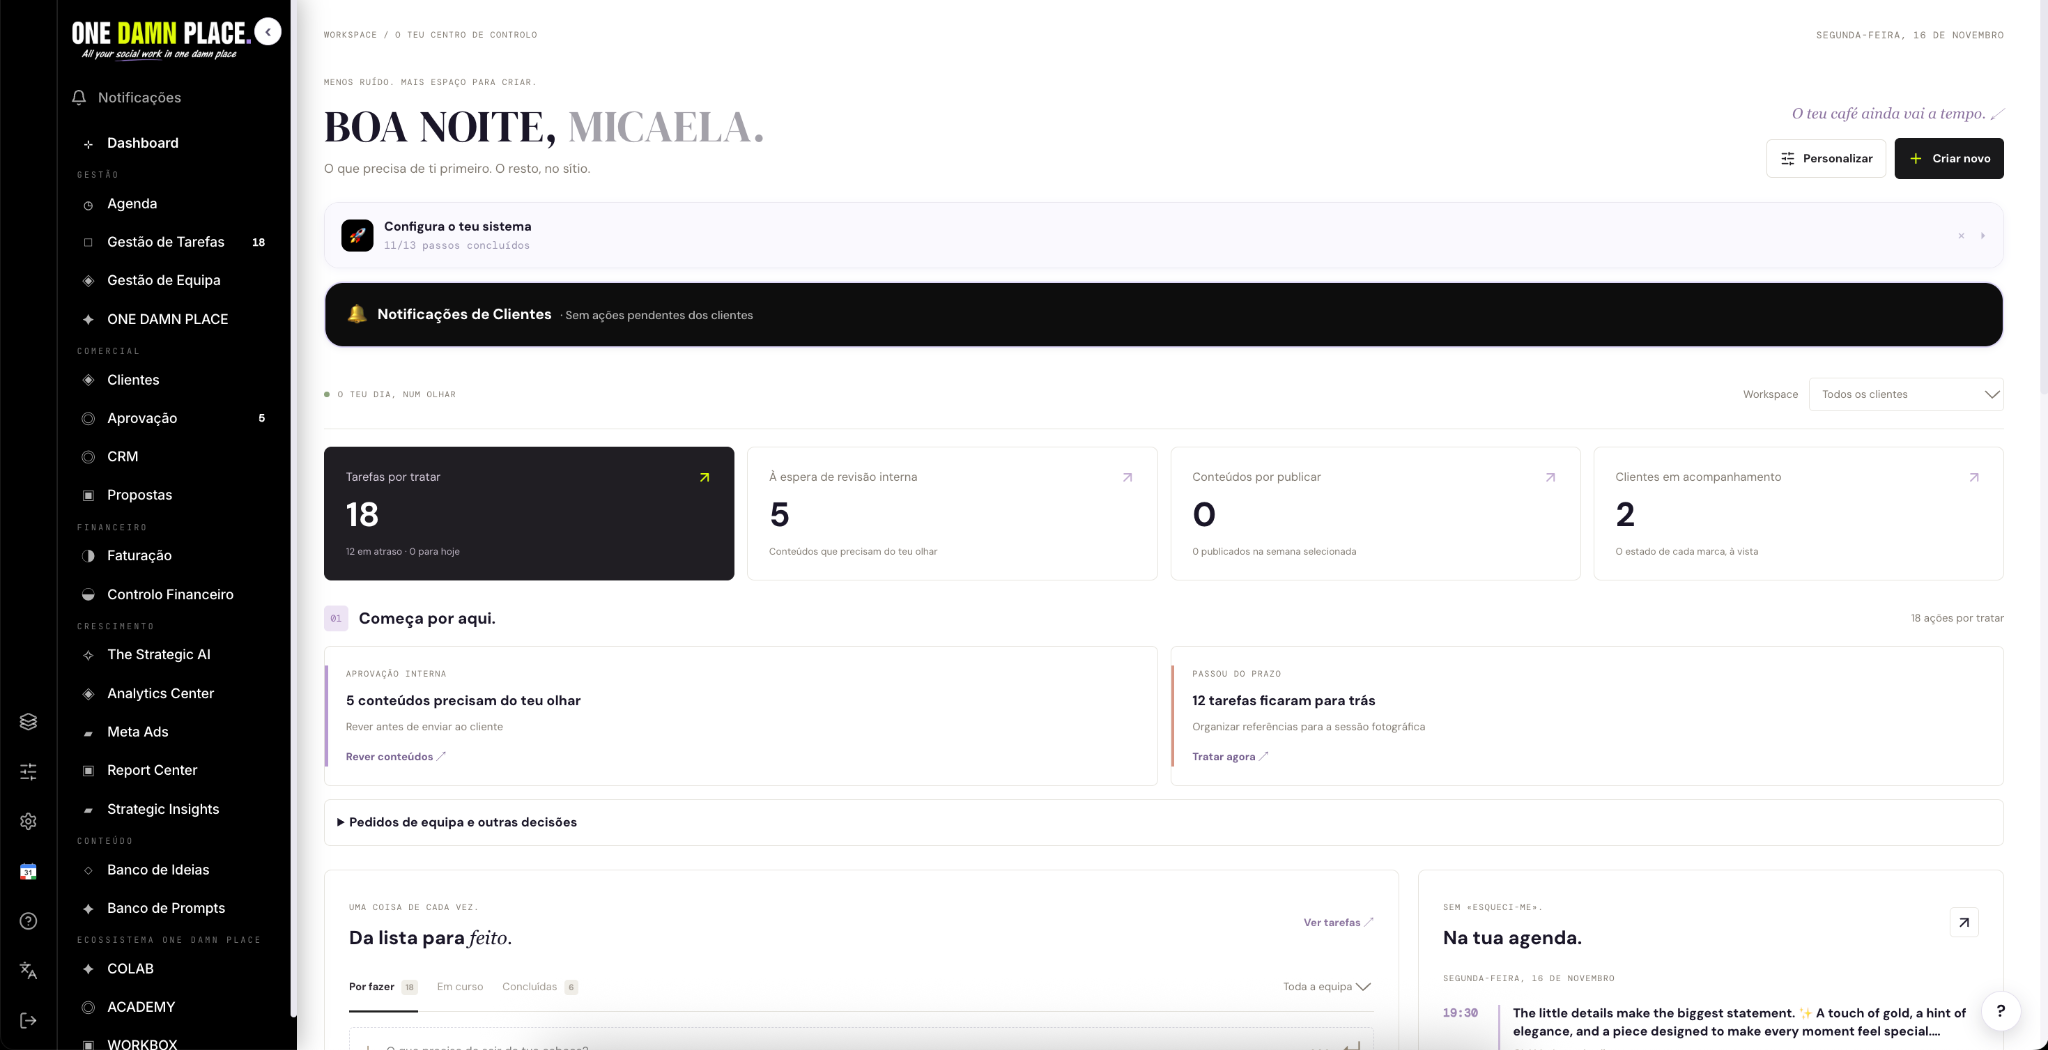 ONE DAMN PLACE.
All your social work in one damn place
Notificações
Dashboard
GESTÃO
Agenda
Gestão de Tarefas 18
Gestão de Equipa
ONE DAMN PLACE
COMERCIAL
Clientes
Aprovação 5
CRM
Propostas
FINANCEIRO
Faturação
Controlo Financeiro
CRESCIMENTO
The Strategic AI
Analytics Center
Meta Ads
Report Center
Strategic Insights
CONTEÚDO
Banco de Ideias
Banco de Prompts
ECOSSISTEMA ONE DAMN PLACE
COLAB
ACADEMY
WORKBOX
31
WORKSPACE / O TEU CENTRO DE CONTROLO
SEGUNDA-FEIRA, 16 DE NOVEMBRO
MENOS RUÍDO. MAIS ESPAÇO PARA CRIAR.
BOA NOITE, MICAELA.
O que precisa de ti primeiro. O resto, no sítio.
O teu café ainda vai a tempo.
Personalizar
+ Criar novo
Configura o teu sistema
11/13 passos concluídos
Notificações de Clientes · Sem ações pendentes dos clientes
O TEU DIA, NUM OLHAR
Workspace Todos os clientes
Tarefas por tratar
18
12 em atraso · 0 para hoje
À espera de revisão interna
5
Conteúdos que precisam do teu olhar
Conteúdos por publicar
0
0 publicados na semana selecionada
Clientes em acompanhamento
2
O estado de cada marca, à vista
01 Começa por aqui.
18 ações por tratar
APROVAÇÃO INTERNA
5 conteúdos precisam do teu olhar
Rever antes de enviar ao cliente
Rever conteúdos
PASSOU DO PRAZO
12 tarefas ficaram para trás
Organizar referências para a sessão fotográfica
Tratar agora
Pedidos de equipa e outras decisões
UMA COISA DE CADA VEZ.
Da lista para feito.
Ver tarefas
Por fazer 18 Em curso Concluídas 6
Toda a equipa
SEM «ESQUECI-ME».
Na tua agenda.
SEGUNDA-FEIRA, 16 DE NOVEMBRO
19:30 The little details make the biggest statement. ✨ A touch of gold, a hint of
elegance, and a piece designed to make every moment feel special....
?